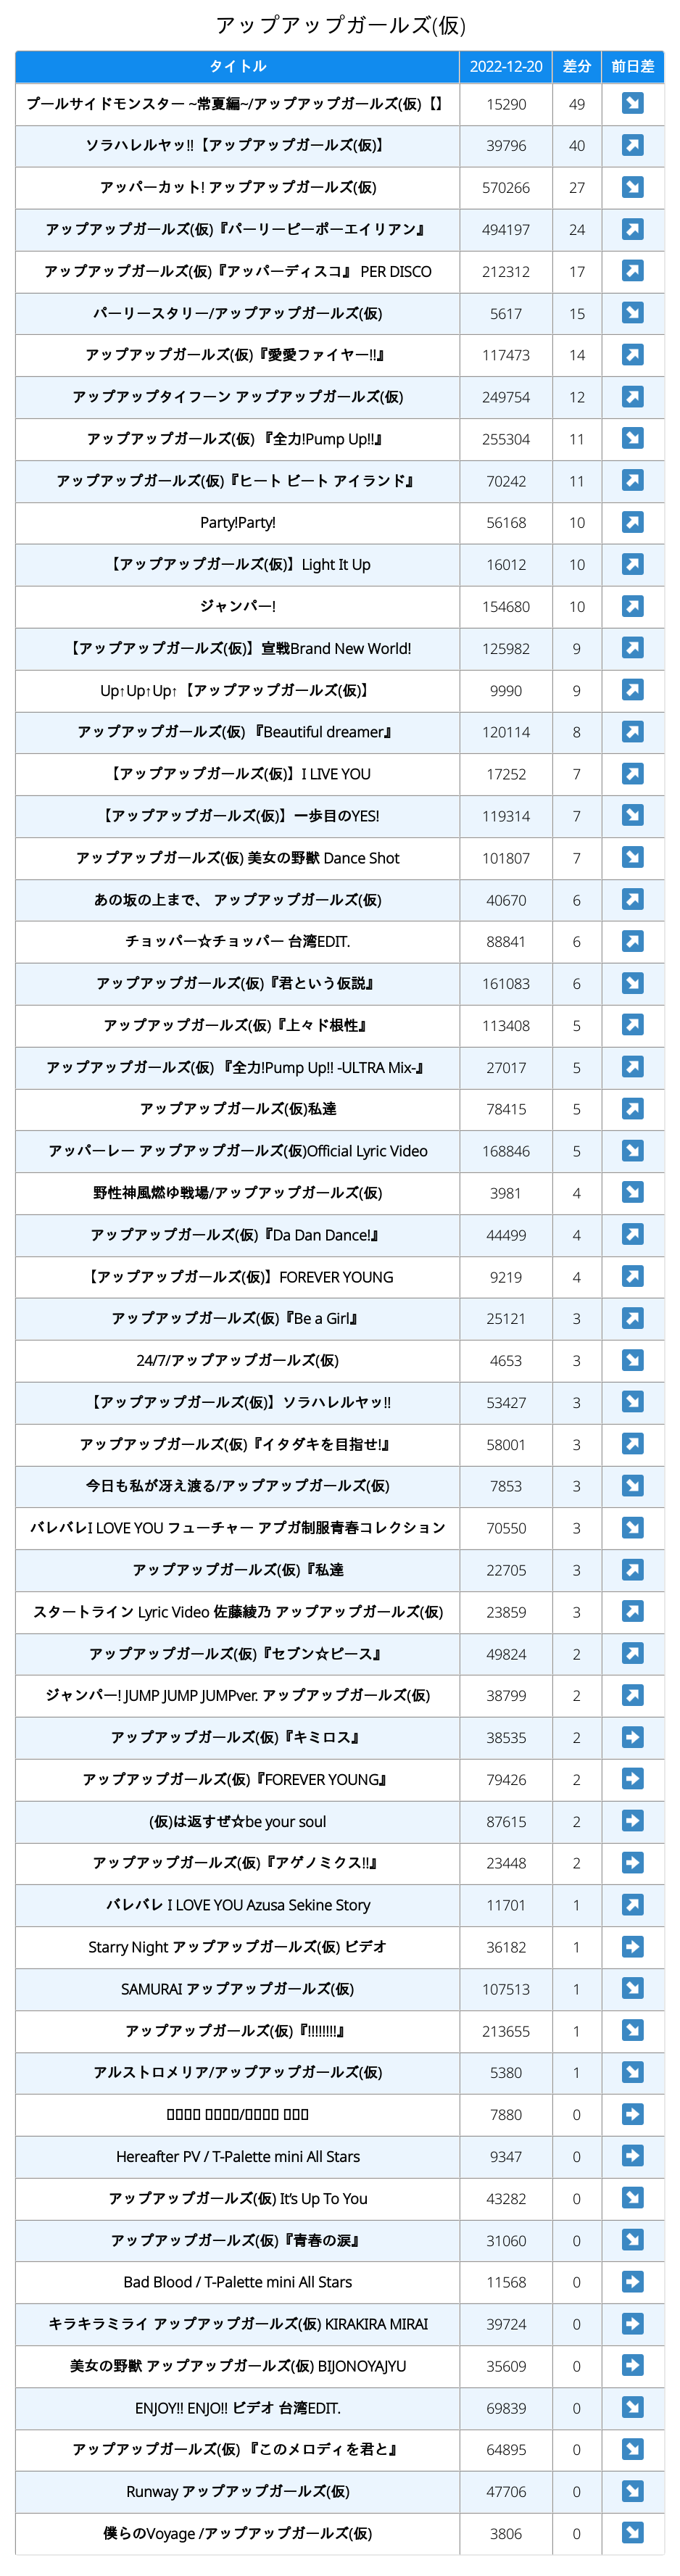 アップアップガールズ(仮)
タイトル 2022-12-20 差分 前日差
プールサイドモンスター ~常夏編~/アップアップガールズ(仮)【】 15290 49
ソラハレルヤッ!!【アップアップガールズ(仮)】 39796 40
アッパーカット! アップアップガールズ(仮) 570266 27
アップアップガールズ(仮)『パーリーピーポーエイリアン』 494197 24
アップアップガールズ(仮)『アッパーディスコ』 PER DISCO 212312 17
パーリースタリー/アップアップガールズ(仮) 5617 15
アップアップガールズ(仮)『愛愛ファイヤー!!』 117473 14
アップアップタイフーン アップアップガールズ(仮) 249754 12
アップアップガールズ(仮) 『全力!Pump Up!!』 255304 11
アップアップガールズ(仮)『ヒート ビート アイランド』 70242 11
Party!Party! 56168 10
【アップアップガールズ(仮)】Light It Up 16012 10
ジャンパー! 154680 10
【アップアップガールズ(仮)】宣戦Brand New World! 125982 9
Up↑Up↑Up↑【アップアップガールズ(仮)】 9990 9
アップアップガールズ(仮) 『Beautiful dreamer』 120114 8
【アップアップガールズ(仮)】I LIVE YOU 17252 7
【アップアップガールズ(仮)】一歩目のYES! 119314 7
アップアップガールズ(仮) 美女の野獣 Dance Shot 101807 7
あの坂の上まで、 アップアップガールズ(仮) 40670 6
チョッパー☆チョッパー 台湾EDIT. 88841 6
アップアップガールズ(仮)『君という仮説』 161083 6
アップアップガールズ(仮)『上々ド根性』 113408 5
アップアップガールズ(仮) 『全力!Pump Up!! -ULTRA Mix-』 27017 5
アップアップガールズ(仮)私達 78415 5
アッパーレー アップアップガールズ(仮)Official Lyric Video 168846 5
野性神風燃ゆ戦場/アップアップガールズ(仮) 3981 4
アップアップガールズ(仮)『Da Dan Dance!』 44499 4
【アップアップガールズ(仮)】FOREVER YOUNG 9219 4
アップアップガールズ(仮)『Be a Girl』 25121 3
24/7/アップアップガールズ(仮) 4653 3
【アップアップガールズ(仮)】ソラハレルヤッ!! 53427 3
アップアップガールズ(仮)『イタダキを目指せ!』 58001 3
今日も私が冴え渡る/アップアップガールズ(仮) 7853 3
バレバレI LOVE YOU フューチャー アプガ制服青春コレクション 70550 3
アップアップガールズ(仮)『私達 22705 3
スタートライン Lyric Video 佐藤綾乃 アップアップガールズ(仮) 23859 3
アップアップガールズ(仮)『セブン☆ピース』 49824 2
ジャンパー! JUMP JUMP JUMPver. アップアップガールズ(仮) 38799 2
アップアップガールズ(仮)『キミロス』 38535 2
アップアップガールズ(仮)『FOREVER YOUNG』 79426 2
(仮)は返すぜ☆be your soul 87615 2
アップアップガールズ(仮)『アゲノミクス!!』 23448 2
バレバレ I LOVE YOU Azusa Sekine Story 11701 1
Starry Night アップアップガールズ(仮) ビデオ 36182 1
SAMURAI アップアップガールズ(仮) 107513 1
アップアップガールズ(仮)『!!!!!!!!』 213655 1
アルストロメリア/アップアップガールズ(仮) 5380 1
7880 0
Hereafter PV / T-Palette mini All Stars 9347 0
アップアップガールズ(仮) It's Up To You 43282 0
アップアップガールズ(仮)『青春の涙』 31060 0
Bad Blood / T-Palette mini All Stars 11568 0
キラキラミライ アップアップガールズ(仮) KIRAKIRA MIRAI 39724 0
美女の野獣 アップアップガールズ(仮) BIJONOYAJYU 35609 0
ENJOY!! ENJO!! ビデオ 台湾EDIT. 69839 0
アップアップガールズ(仮) 『このメロディを君と』 64895 0
Runway アップアップガールズ(仮) 47706 0
僕らのVoyage /アップアップガールズ(仮) 3806 0